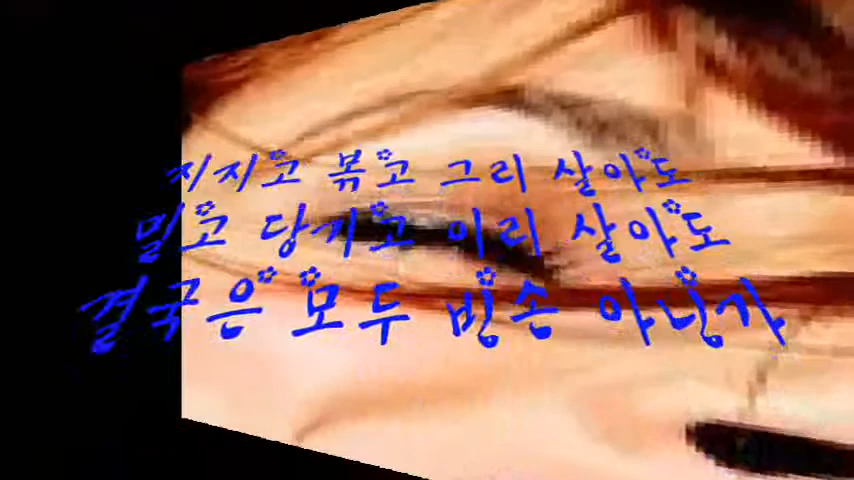 지지고 볶고 그리 살아도
밀고 당기고 이리 살아도
결국은 모두 빈손 아닌가